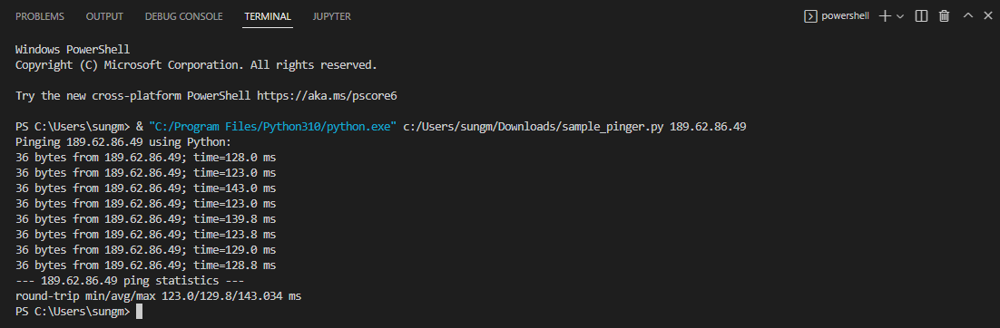 PROBLEMS OUTPUT DEBUG CONSOLE TERMINAL JUPYTER powershell
Windows PowerShell
Copyright (C) Microsoft Corporation. All rights reserved.
Try the new cross-platform PowerShell https://aka.ms/pscore6
PS C:\Users\sungm> & "C:/Program Files/Python310/python.exe" c:/Users/sungm/Downloads/sample_pinger.py 189.62.86.49
Pinging 189.62.86.49 using Python:
36 bytes from 189.62.86.49; time=128.0 ms
36 bytes from 189.62.86.49; time=123.0 ms
36 bytes from 189.62.86.49; time=143.0 ms
36 bytes from 189.62.86.49; time=123.0 ms
36 bytes from 189.62.86.49; time=139.8 ms
36 bytes from 189.62.86.49; time=123.8 ms
36 bytes from 189.62.86.49; time=129.0 ms
36 bytes from 189.62.86.49; time=128.8 ms
--- 189.62.86.49 ping statistics ---
round-trip min/avg/max 123.0/129.8/143.034 ms
PS C:\Users\sungm>